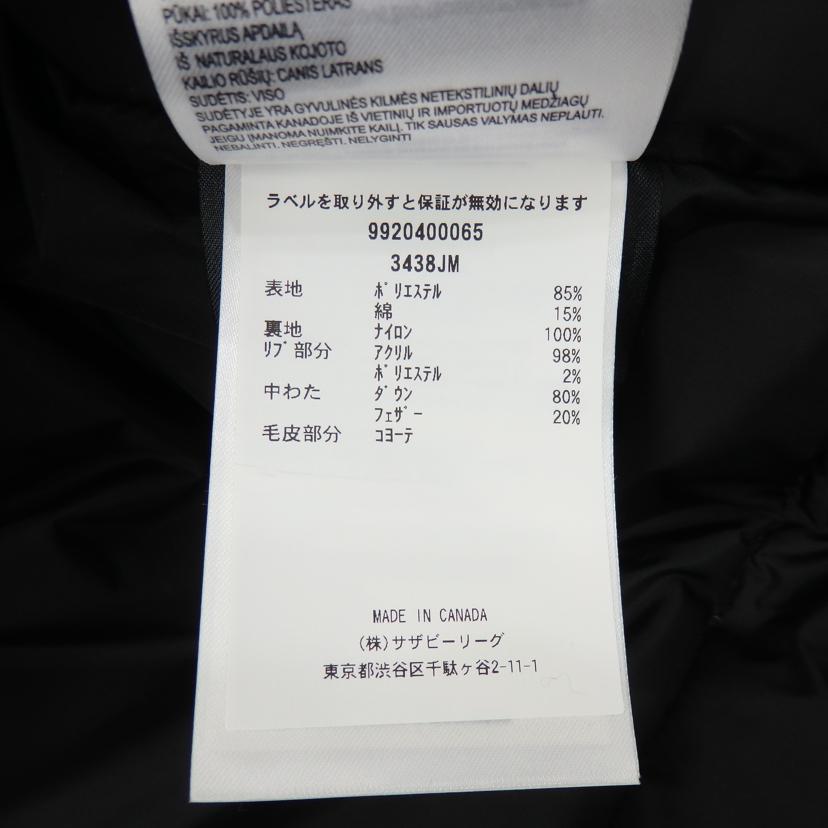 PŪKAI: 100% POLIESTERAS
IŠSKYRUS APDAILĄ
IŠ NATURALAUS KOJOTO
KAILIO RŪŠIŲ: CANIS LATRANS
SUDĖTIS: VISO
SUDĖTYJE YRA GYVULINĖS KILMĖS NETEKSTILINIŲ DALIŲ
PAGAMINTA KANADOJE IŠ VIETINIŲ IR IMPORTUOTŲ MEDŽIAGŲ
JEIGU ĮMANOMA NUIMKITE KAILĮ. TIK SAUSAS VALYMAS NEPLAUTI.
NEBALINTI. NEGRĘŠTI. NELYGINTI
ラベルを取り外すと保証が無効になります
9920400065
3438JM
表地 ﾎﾟﾘｴｽﾃﾙ 85%
綿 15%
裏地 ﾅｲﾛﾝ 100%
ﾘﾌﾞ部分 ｱｸﾘﾙ 98%
ﾎﾟﾘｴｽﾃﾙ 2%
中わた ﾀﾞｳﾝ 80%
ﾌｪｻﾞｰ 20%
毛皮部分 ｺﾖｰﾃ
MADE IN CANADA
(株)サザビーリーグ
東京都渋谷区千駄ヶ谷2-11-1